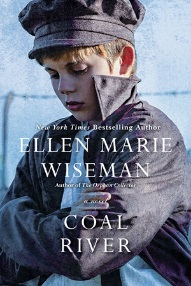 New York Times Bestselling Author
ELLEN MARIE
WISEMAN
Author of The Orphan Collector
a novel
COAL
RIVER